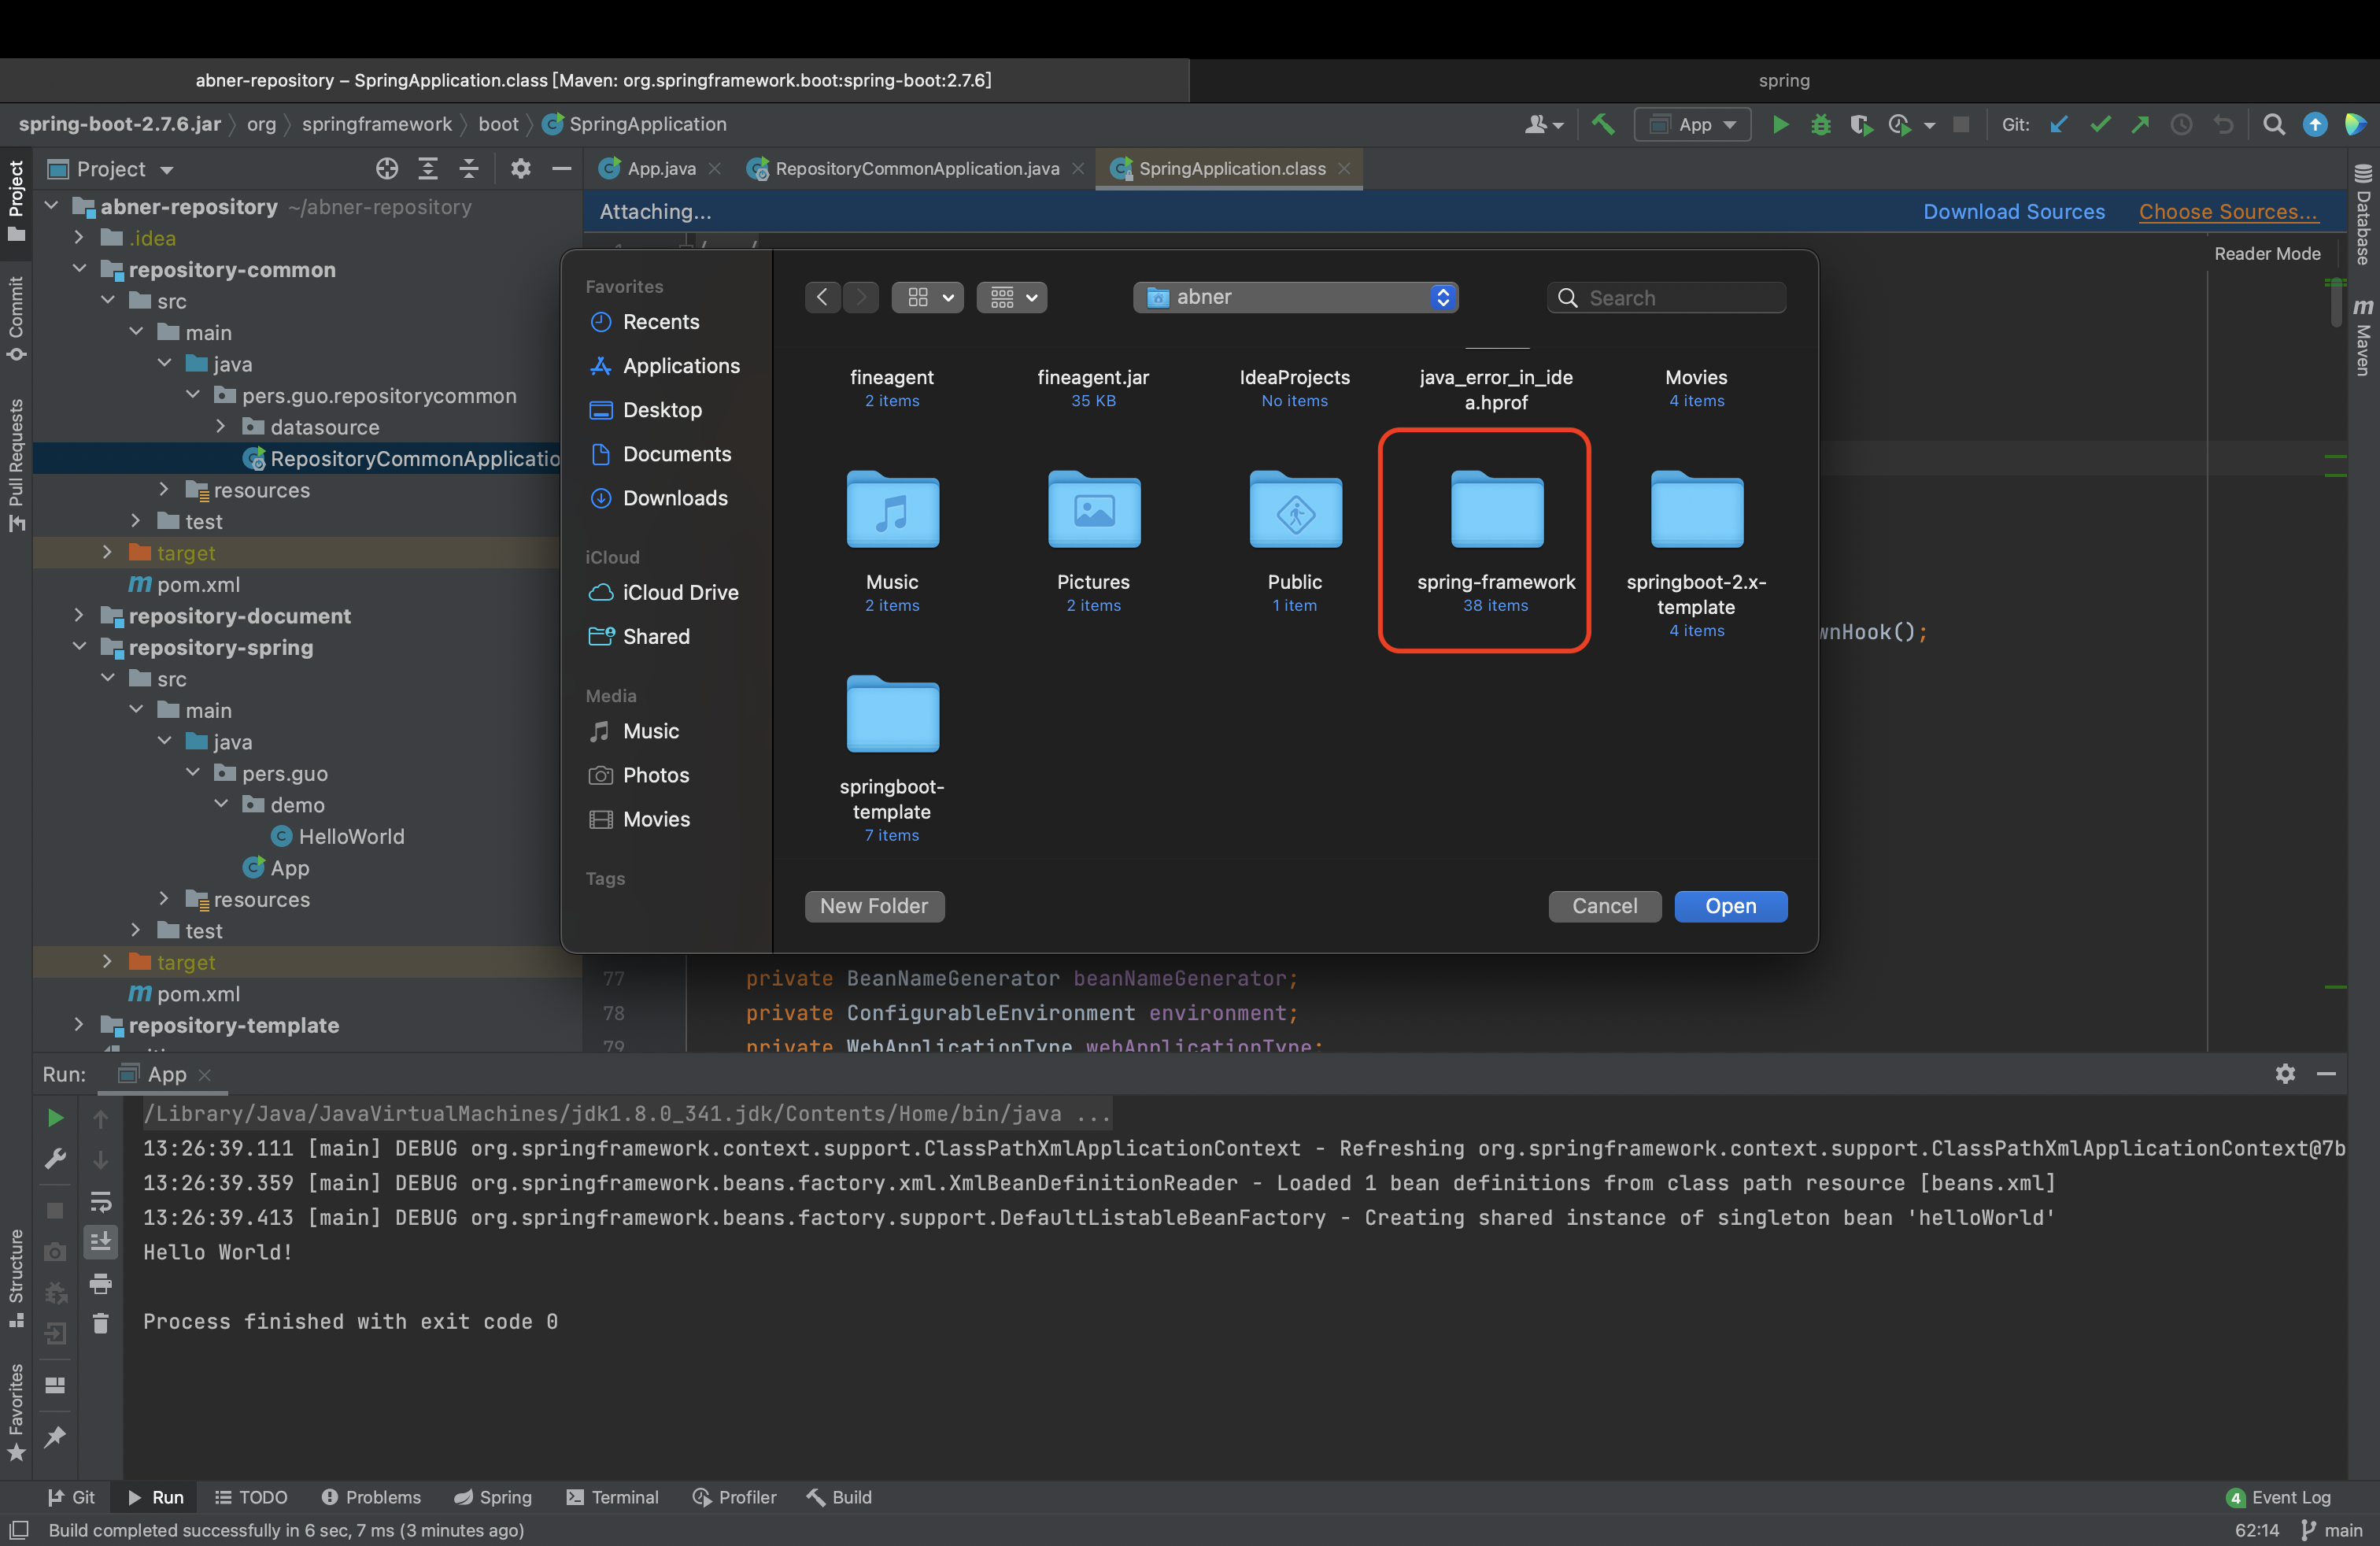 abner-repository – SpringApplication.class [Maven: org.springframework.boot:spring-boot:2.7.6]
spring
spring-boot-2.7.6.jar
org
springframework
boot
SpringApplication
App
Git:
Project
App.java
RepositoryCommonApplication.java
SpringApplication.class
Attaching...
Download Sources
Choose Sources...
Reader Mode
Project
Commit
Pull Requests
Structure
Favorites
Database
Maven
abner-repository ~/abner-repository
.idea
repository-common
src
main
java
pers.guo.repositorycommon
datasource
RepositoryCommonApplicatio
resources
test
target
pom.xml
repository-document
repository-spring
src
main
java
pers.guo
demo
HelloWorld
App
resources
test
target
pom.xml
repository-template
Favorites
Recents
Applications
Desktop
Documents
Downloads
iCloud
iCloud Drive
Shared
Media
Music
Photos
Movies
Tags
abner
Search
fineagent
2 items
fineagent.jar
35 KB
IdeaProjects
No items
java_error_in_ide
a.hprof
Movies
4 items
Music
2 items
Pictures
2 items
Public
1 item
spring-framework
38 items
springboot-2.x-
template
4 items
springboot-
template
7 items
New Folder
Cancel
Open
wnHook();
77 private BeanNameGenerator beanNameGenerator;
78 private ConfigurableEnvironment environment;
79 private WebApplicationType webApplicationType;
Run:
App
/Library/Java/JavaVirtualMachines/jdk1.8.0_341.jdk/Contents/Home/bin/java ...
13:26:39.111 [main] DEBUG org.springframework.context.support.ClassPathXmlApplicationContext - Refreshing org.springframework.context.support.ClassPathXmlApplicationContext@7b
13:26:39.359 [main] DEBUG org.springframework.beans.factory.xml.XmlBeanDefinitionReader - Loaded 1 bean definitions from class path resource [beans.xml]
13:26:39.413 [main] DEBUG org.springframework.beans.factory.support.DefaultListableBeanFactory - Creating shared instance of singleton bean 'helloWorld'
Hello World!
Process finished with exit code 0
Git
Run
TODO
Problems
Spring
Terminal
Profiler
Build
4 Event Log
Build completed successfully in 6 sec, 7 ms (3 minutes ago)
62:14
main